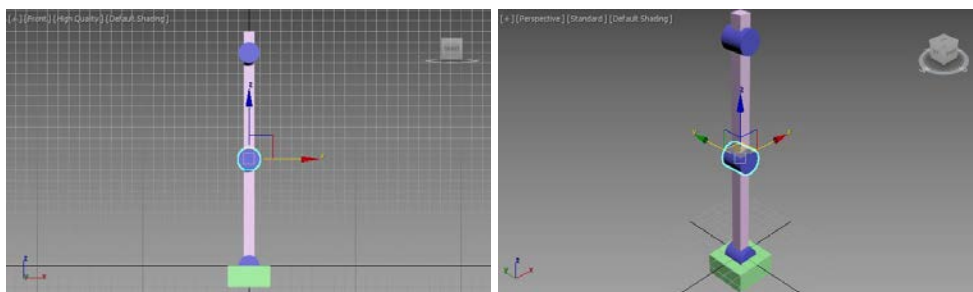 [+] [Front] [High Quality] [Default Shading]
[+] [Perspective] [Standard] [Default Shading]
z
x
z
x
z
y
x